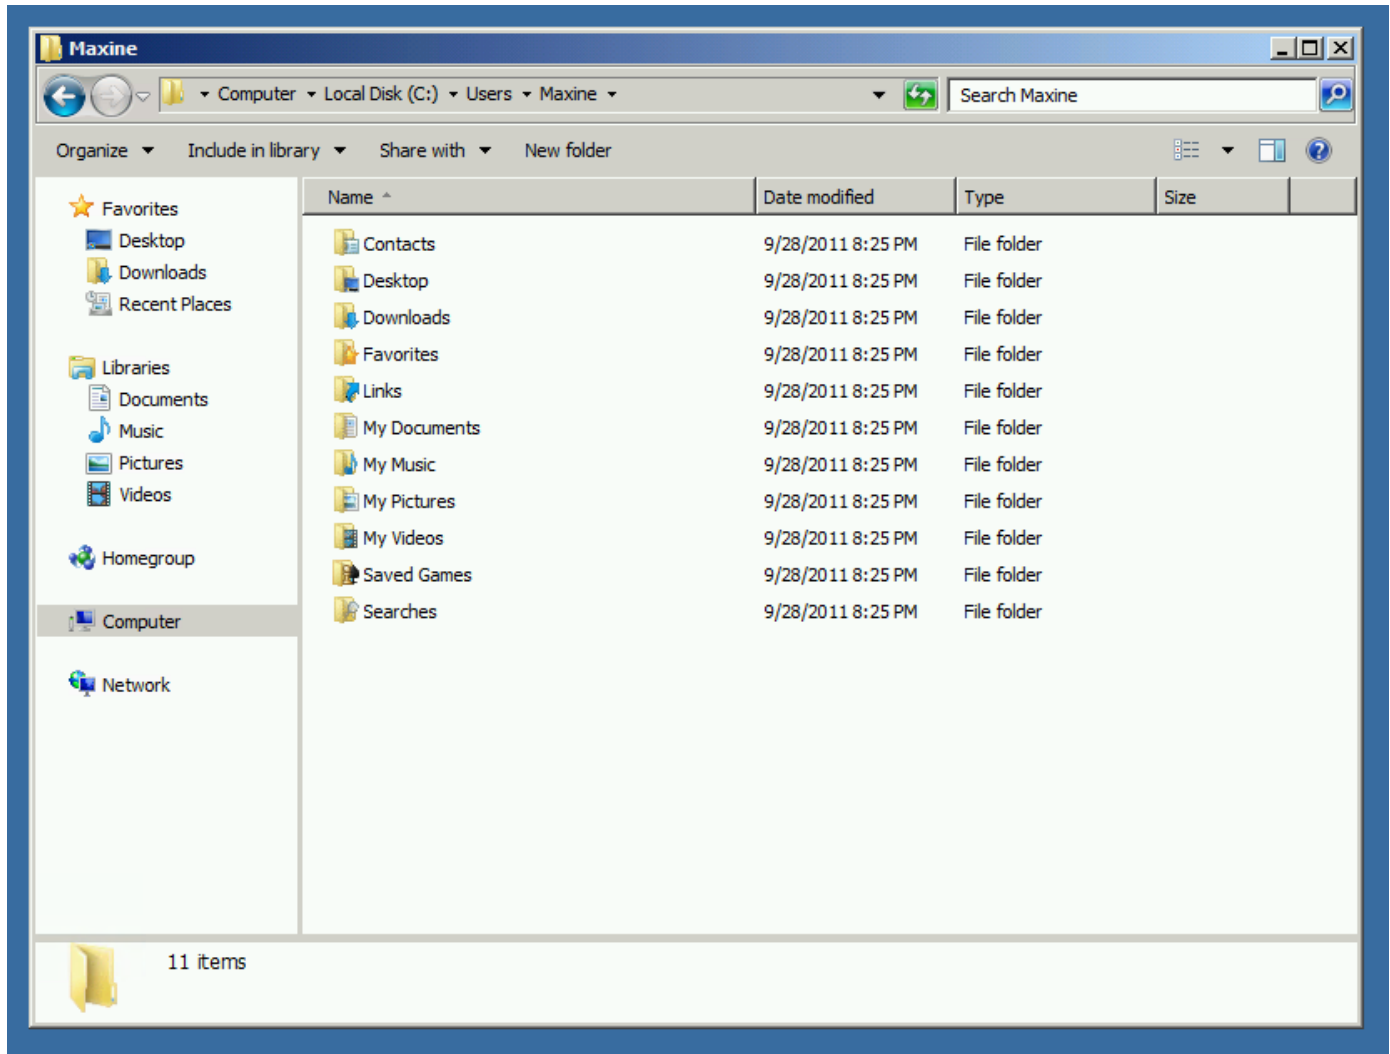 Maxine
Computer Local Disk (C:) Users Maxine
Search Maxine
Organize Include in library Share with New folder
Favorites
Desktop
Downloads
Recent Places
Libraries
Documents
Music
Pictures
Videos
Homegroup
Computer
Network
Name Date modified Type Size
Contacts 9/28/2011 8:25 PM File folder
Desktop 9/28/2011 8:25 PM File folder
Downloads 9/28/2011 8:25 PM File folder
Favorites 9/28/2011 8:25 PM File folder
Links 9/28/2011 8:25 PM File folder
My Documents 9/28/2011 8:25 PM File folder
My Music 9/28/2011 8:25 PM File folder
My Pictures 9/28/2011 8:25 PM File folder
My Videos 9/28/2011 8:25 PM File folder
Saved Games 9/28/2011 8:25 PM File folder
Searches 9/28/2011 8:25 PM File folder
11 items